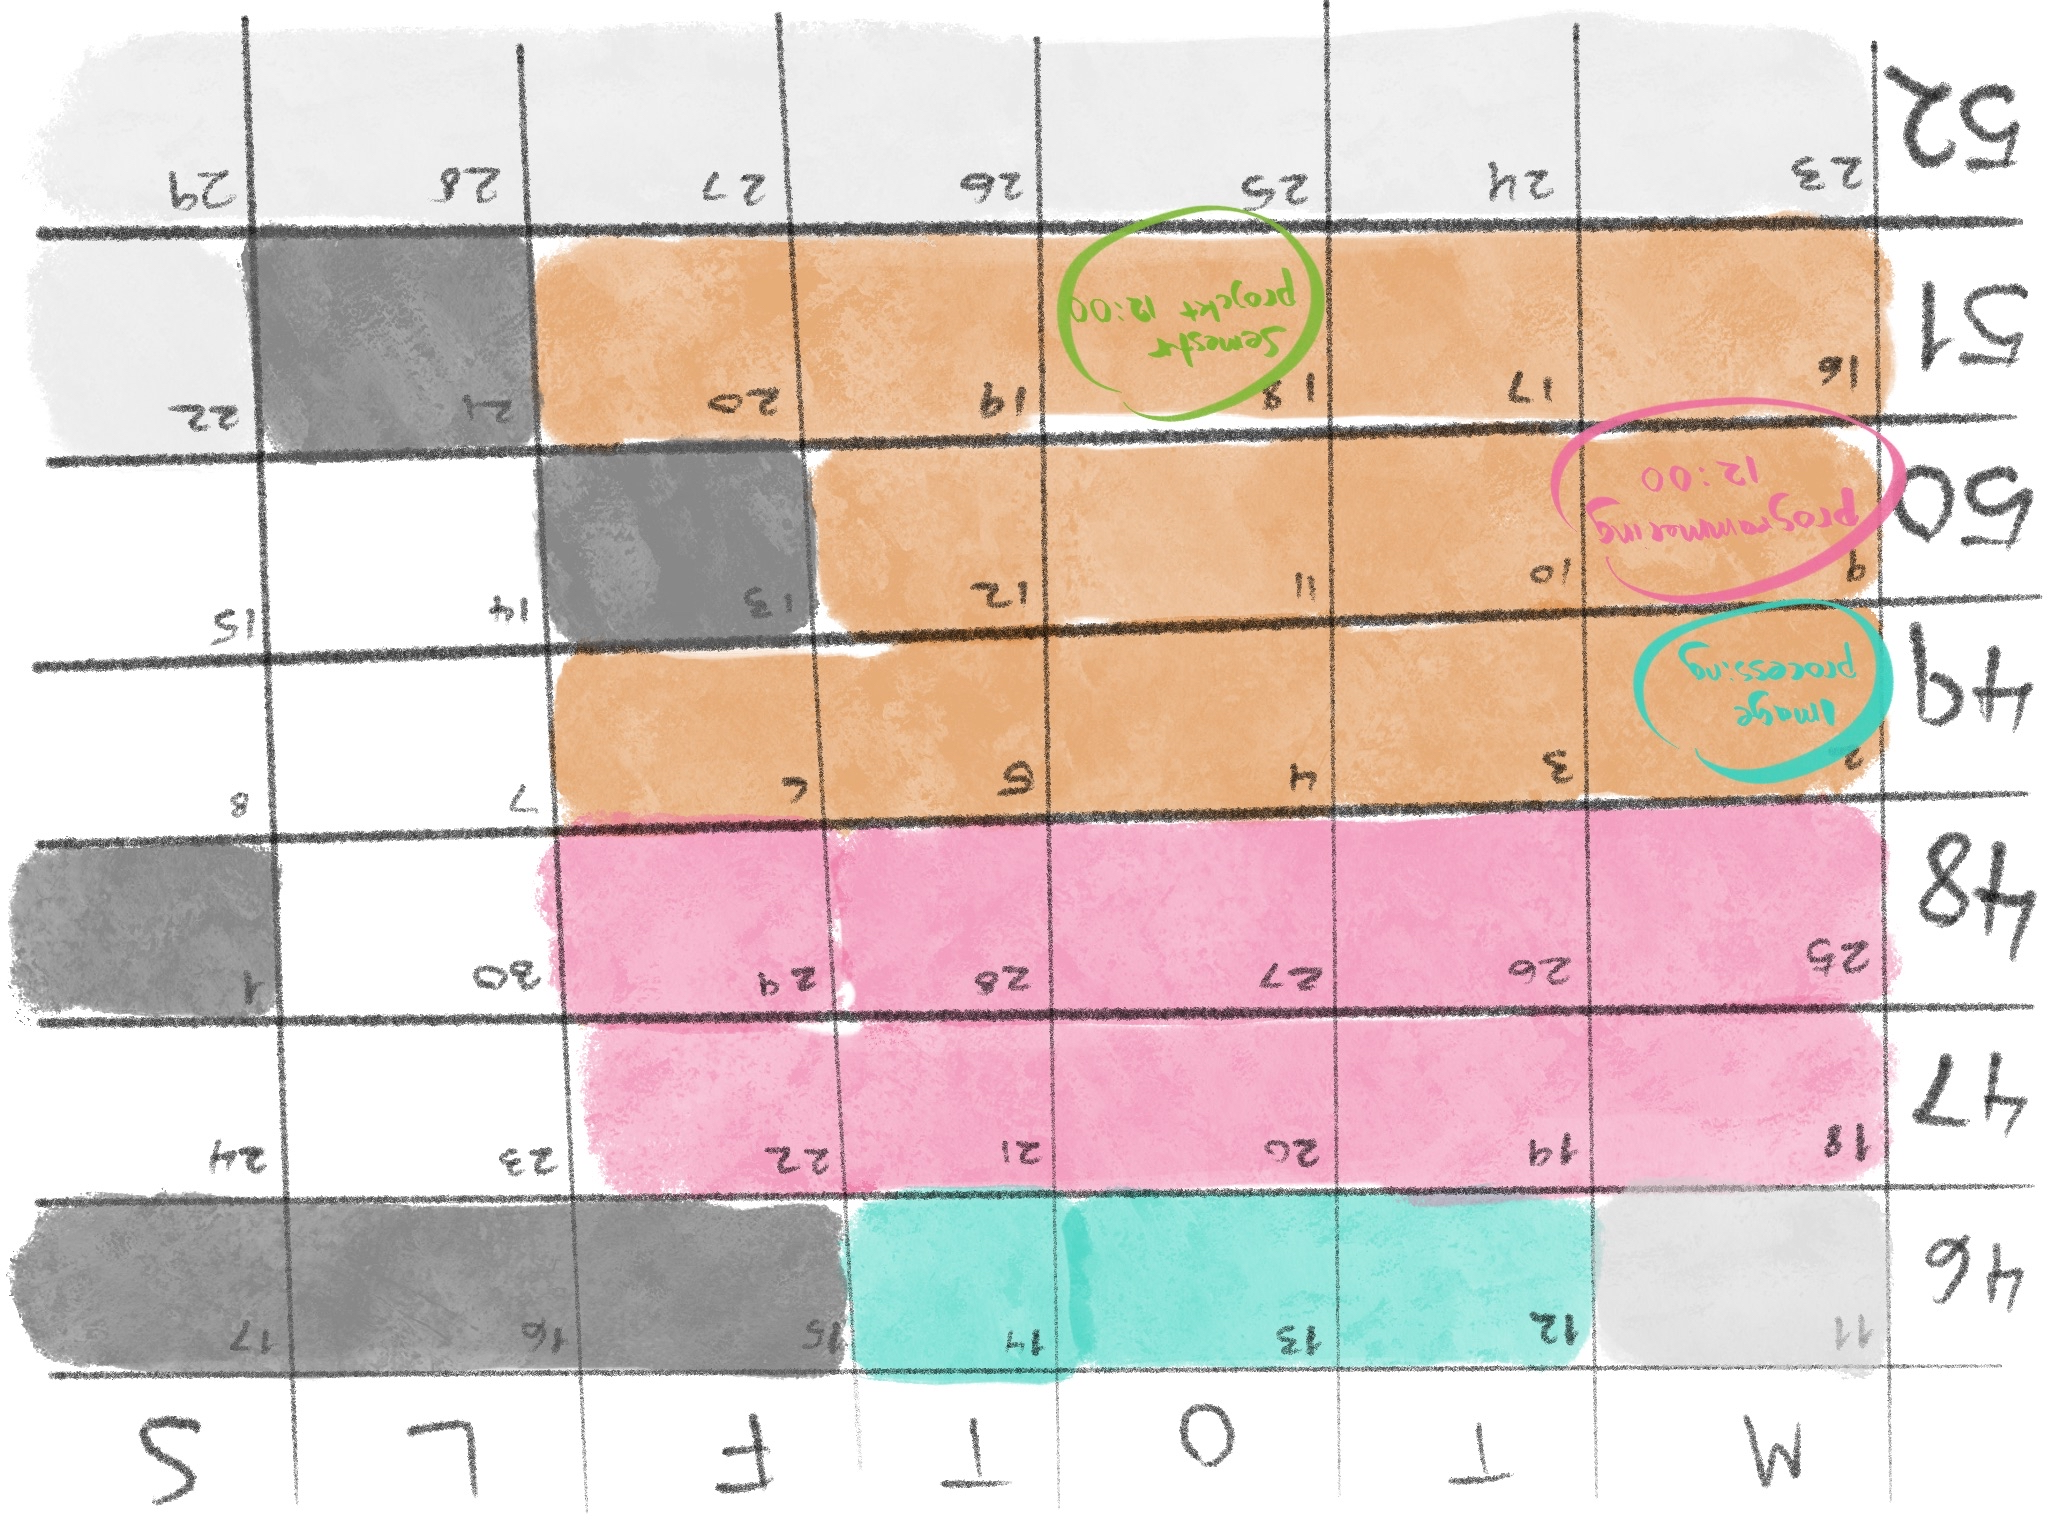 M T O T F L S
46 11 12 13 14 15 16 17
47 18 19 20 21 22 23 24
48 25 26 27 28 29 30 1
49 2 3 4 5 6 7 8
Image
processing
50 9 10 11 12 13 14 15
programmering
12:00
51 16 17 18 19 20 21 22
Semestr
projekt 12:00
52 23 24 25 26 27 28 29